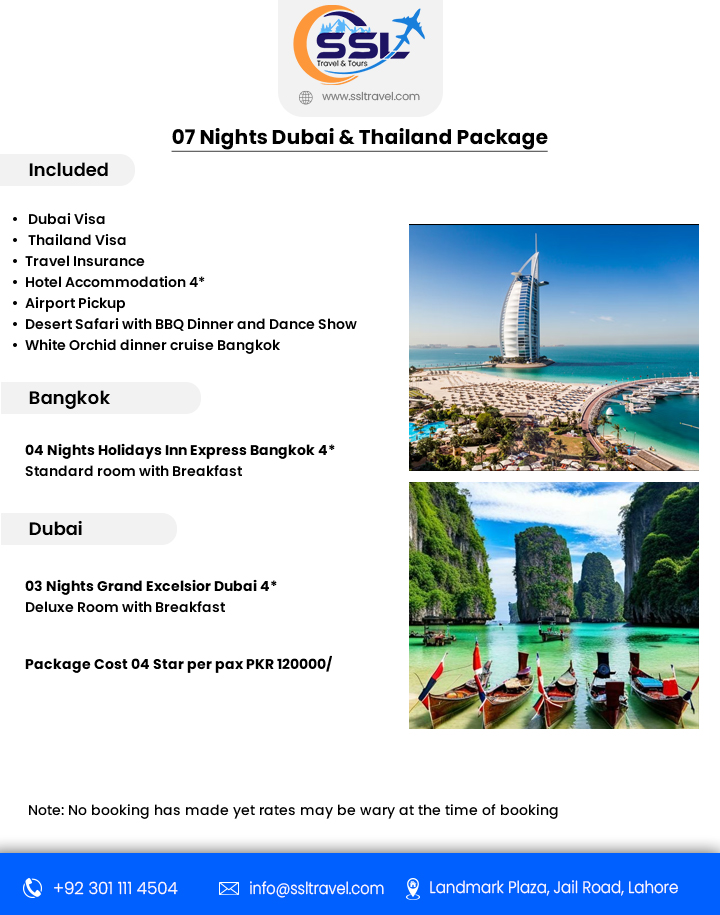 SSL
Travel & Tours
www.ssltravel.com
07 Nights Dubai & Thailand Package
Included
• Dubai Visa
• Thailand Visa
• Travel Insurance
• Hotel Accommodation 4*
• Airport Pickup
• Desert Safari with BBQ Dinner and Dance Show
• White Orchid dinner cruise Bangkok
Bangkok
04 Nights Holidays Inn Express Bangkok 4*
Standard room with Breakfast
Dubai
03 Nights Grand Excelsior Dubai 4*
Deluxe Room with Breakfast
Package Cost 04 Star per pax PKR 120000/
Note: No booking has made yet rates may be wary at the time of booking
+92 301 111 4504
info@ssltravel.com
Landmark Plaza, Jail Road, Lahore